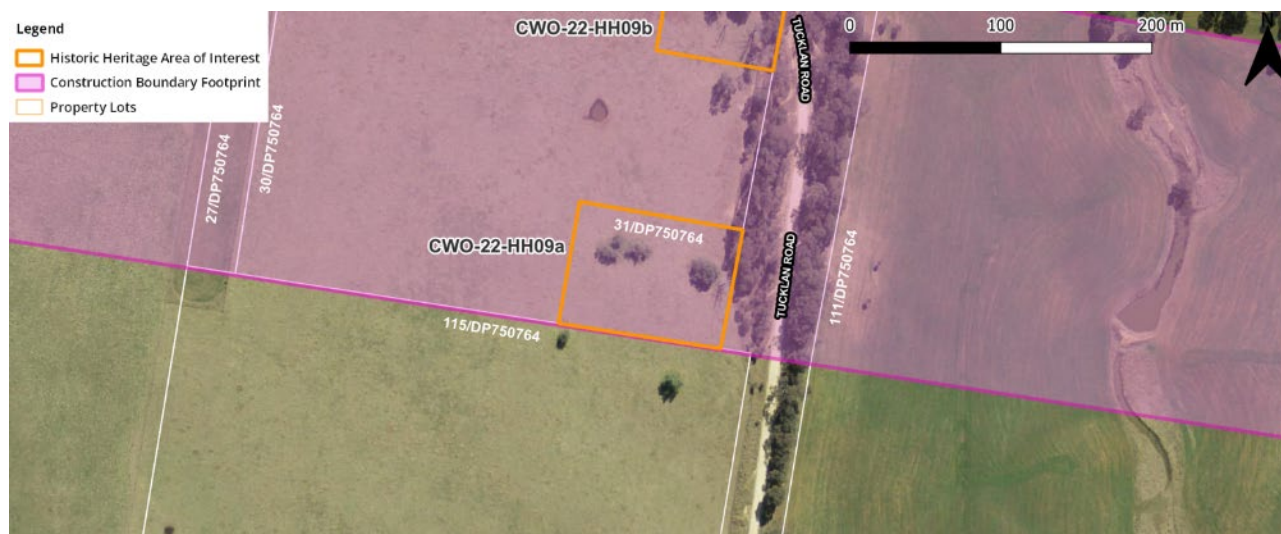 Legend
Historic Heritage Area of Interest
Construction Boundary Footprint
Property Lots
CWO-22-HH09b
TUCKLAN ROAD
0 100 200 m
N
27/DP750764
30/DP750764
31/DP750764
CWO-22-HH09a
TUCKLAN ROAD
111/DP750764
115/DP750764